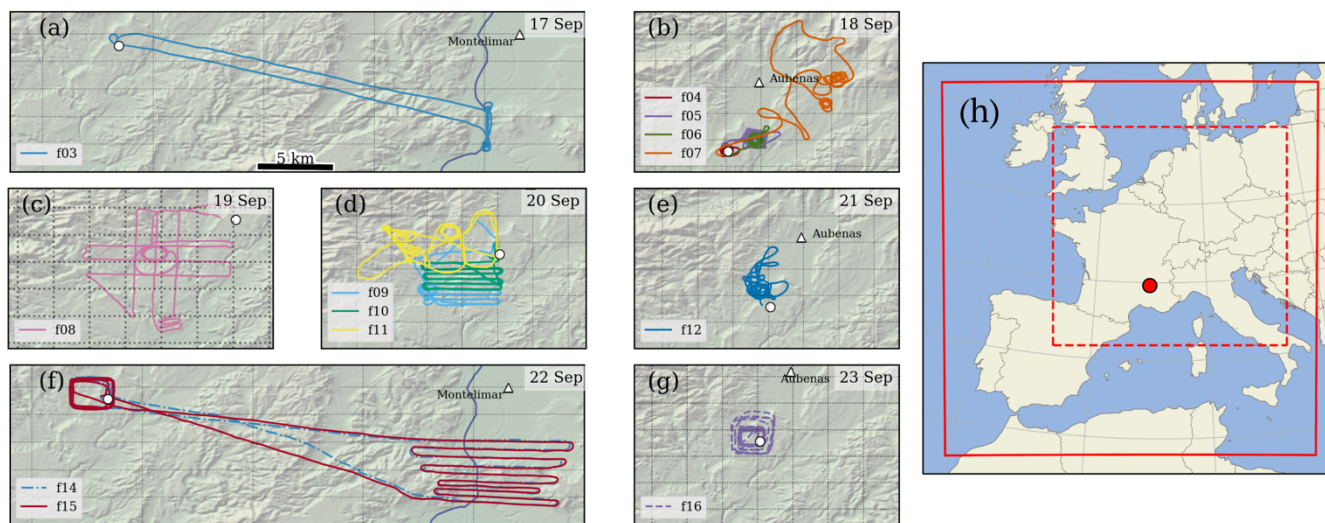 (a)
17 Sep
Montelimar
f03
5 km
(b)
18 Sep
Aubenas
f04
f05
f06
f07
(c)
19 Sep
f08
(d)
20 Sep
f09
f10
f11
(e)
21 Sep
Aubenas
f12
(f)
22 Sep
Montelimar
f14
f15
(g)
23 Sep
Aubenas
f16
(h)